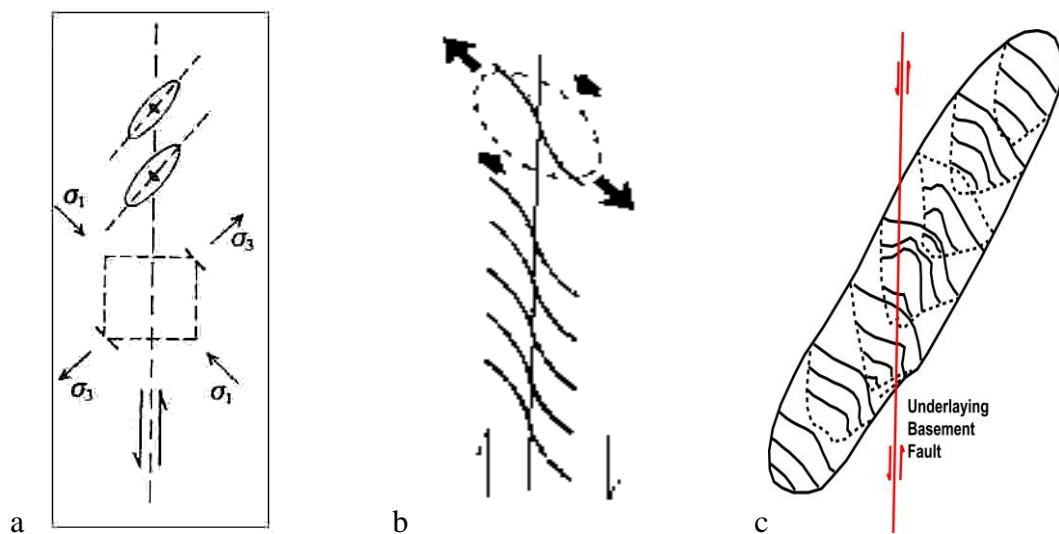 σ1
σ3
σ3
σ1
Underlaying
Basement
Fault
a
b
c